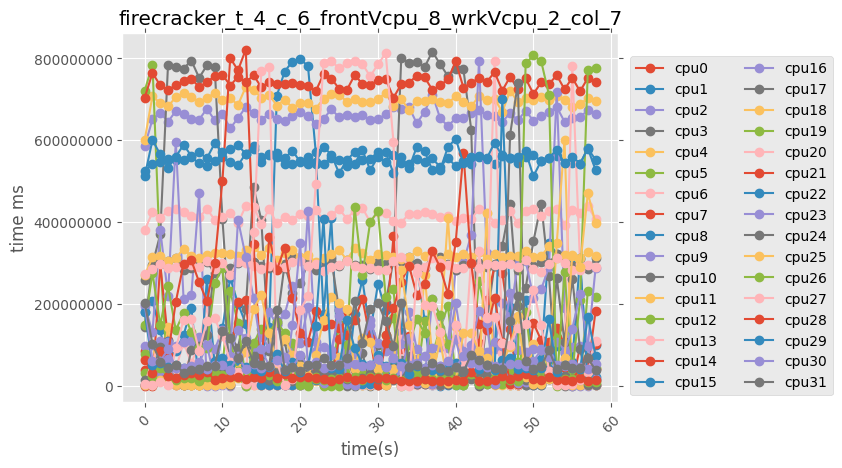 firecracker_t_4_c_6_frontVcpu_8_wrkVcpu_2_col_7
800000000
600000000
400000000
200000000
0
time ms
0 10 20 30 40 50 60
time(s)
cpu0 cpu16
cpu1 cpu17
cpu2 cpu18
cpu3 cpu19
cpu4 cpu20
cpu5 cpu21
cpu6 cpu22
cpu7 cpu23
cpu8 cpu24
cpu9 cpu25
cpu10 cpu26
cpu11 cpu27
cpu12 cpu28
cpu13 cpu29
cpu14 cpu30
cpu15 cpu31